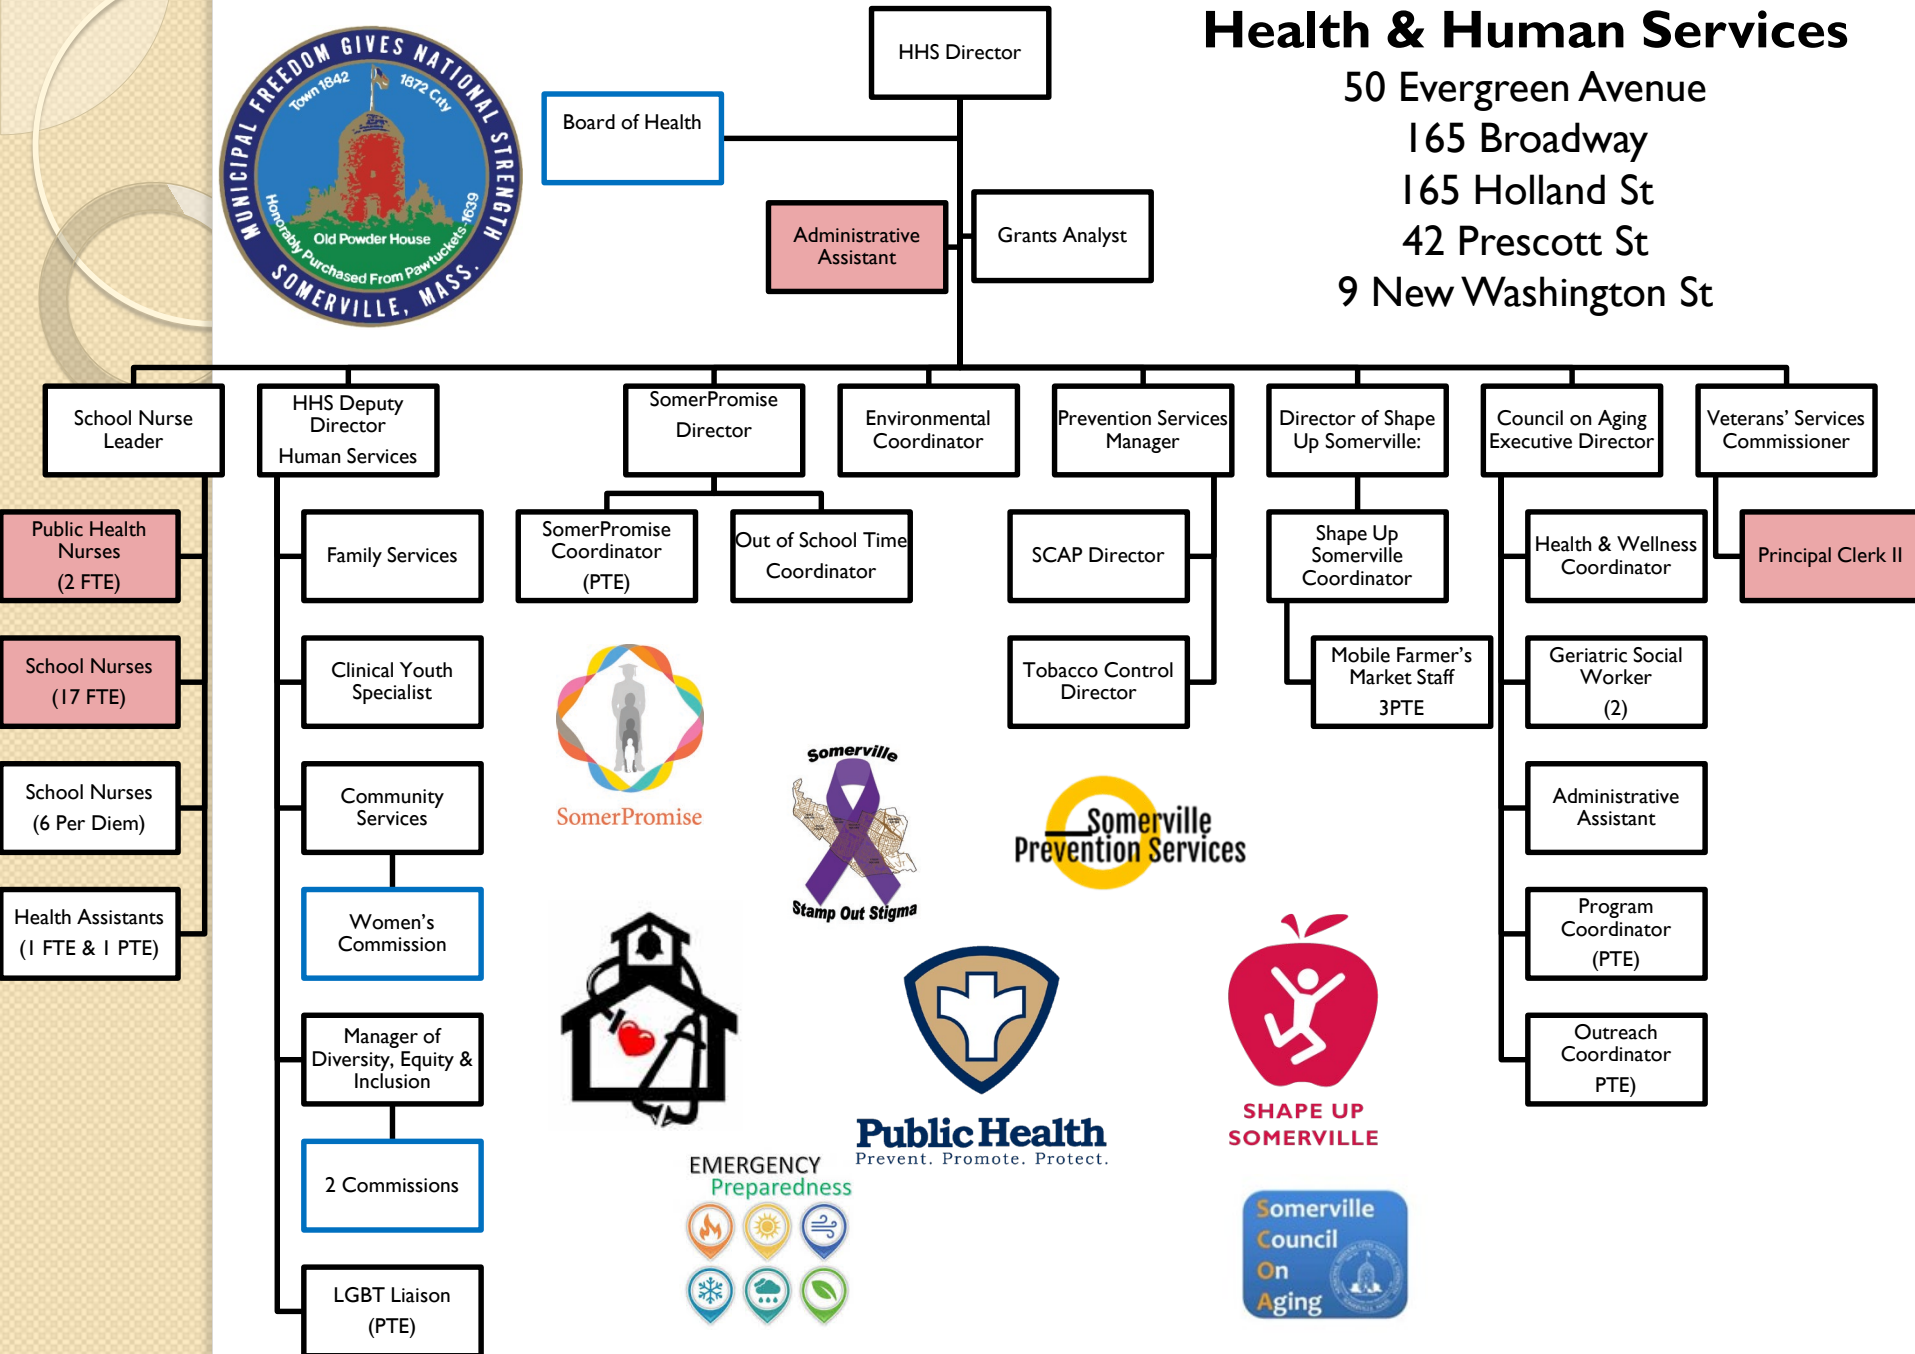 Health & Human Services
50 Evergreen Avenue
165 Broadway
165 Holland St
42 Prescott St
9 New Washington St
MUNICIPAL FREEDOM GIVES NATIONAL STRENGTH
Town 1842
1872 City
Old Powder House
Honorably Purchased From Pawtuckets-1639
SOMERVILLE, MASS.
HHS Director
Board of Health
Administrative
Assistant
Grants Analyst
School Nurse
Leader
HHS Deputy
Director
Human Services
SomerPromise
Director
Environmental
Coordinator
Prevention Services
Manager
Director of Shape
Up Somerville:
Council on Aging
Executive Director
Veterans' Services
Commissioner
Public Health
Nurses
(2 FTE)
School Nurses
(17 FTE)
School Nurses
(6 Per Diem)
Health Assistants
(1 FTE & 1 PTE)
Family Services
Clinical Youth
Specialist
Community
Services
Women's
Commission
Manager of
Diversity, Equity &
Inclusion
2 Commissions
LGBT Liaison
(PTE)
SomerPromise
Coordinator
(PTE)
Out of School Time
Coordinator
SCAP Director
Tobacco Control
Director
Shape Up
Somerville
Coordinator
Mobile Farmer's
Market Staff
3PTE
Health & Wellness
Coordinator
Geriatric Social
Worker
(2)
Administrative
Assistant
Program
Coordinator
(PTE)
Outreach
Coordinator
PTE)
Principal Clerk II
SomerPromise
Somerville
Stamp Out Stigma
Somerville
Prevention Services
Public Health
Prevent. Promote. Protect.
SHAPE UP
SOMERVILLE
EMERGENCY
Preparedness
Somerville
Council
On
Aging